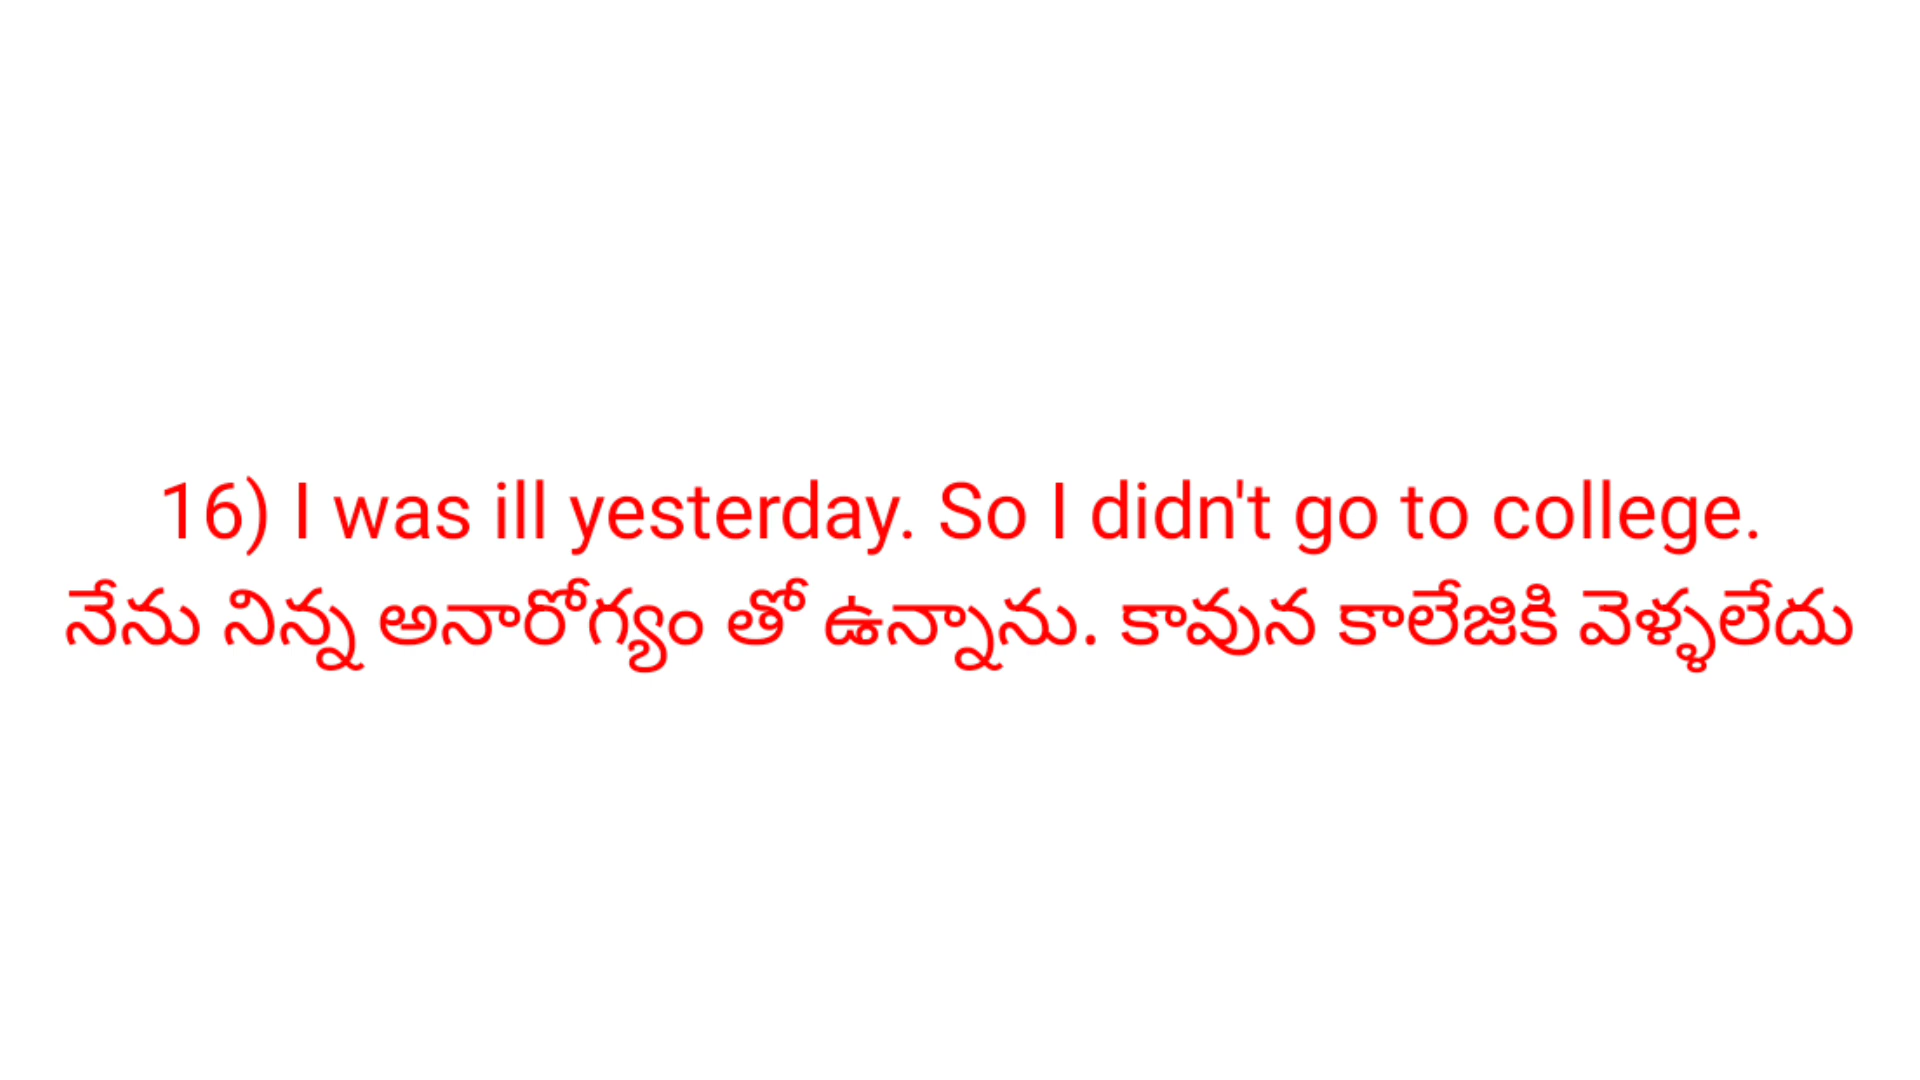 16) I was ill yesterday. So I didn't go to college.
నేను నిన్న అనారోగ్యం తో ఉన్నాను. కావున కాలేజికి వెళ్ళలేదు